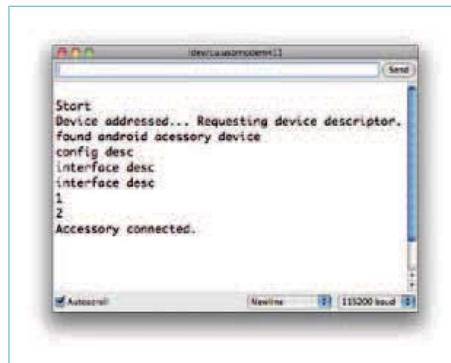 Send
Start
Device addressed... Requesting device descriptor.
found android acessory device
config desc
interface desc
interface desc
1
2
Accessory connected.
Autoscroll
Newline
115200 baud